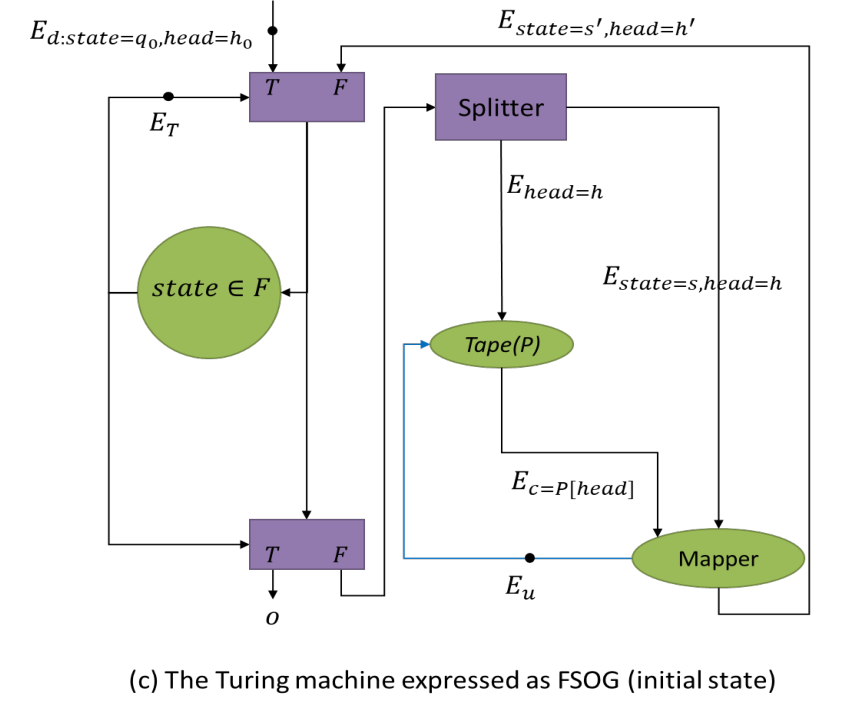 E_{d:state=q_0,head=h_0}
E_{state=s′,head=h′}
T F
Splitter
E_T
E_{head=h}
state ∈ F
E_{state=s,head=h}
Tape(P)
E_{c=P[head]}
T F
Mapper
E_u
o
(c) The Turing machine expressed as FSOG (initial state)